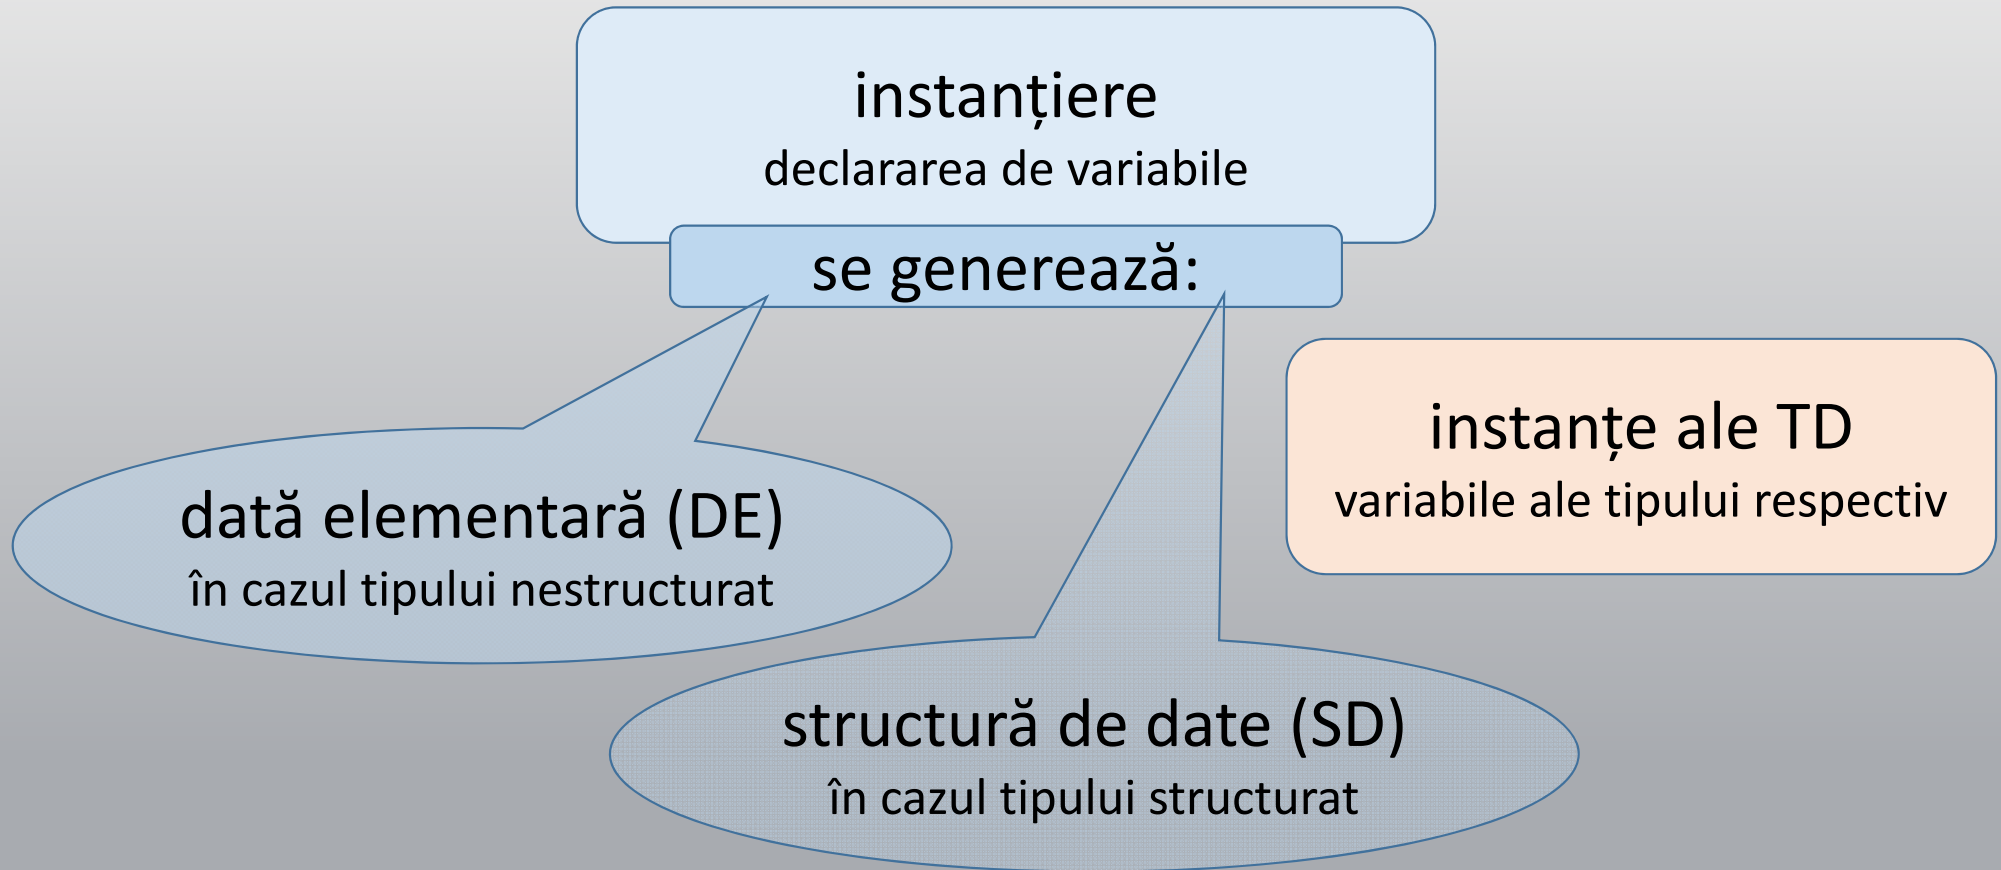 instanțiere
declararea de variabile
se generează:
instanțe ale TD
variabile ale tipului respectiv
dată elementară (DE)
în cazul tipului nestructurat
structură de date (SD)
în cazul tipului structurat